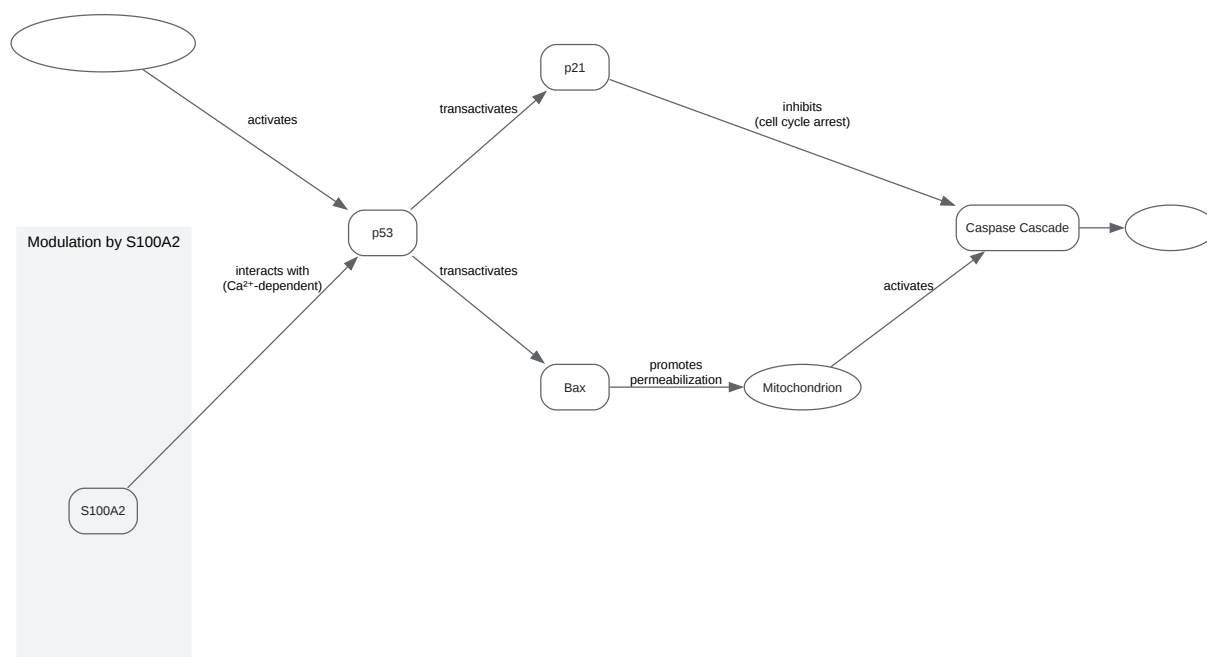 p21
transactivates
inhibits
(cell cycle arrest)
activates
p53
Caspase Cascade
Modulation by S100A2
interacts with
(Ca²⁺-dependent)
transactivates
activates
promotes
permeabilization
Bax
Mitochondrion
S100A2